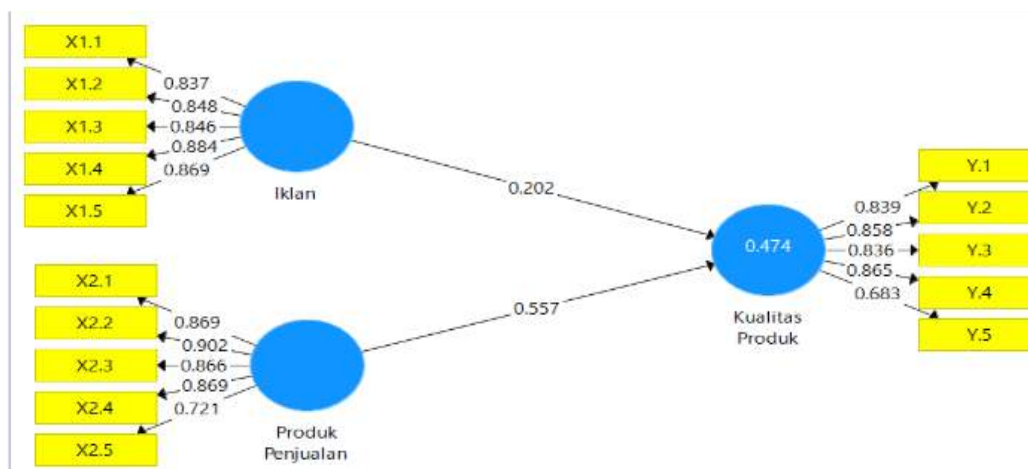 X1.1
X1.2
X1.3
X1.4
X1.5
0.837
0.848
0.846
0.884
0.869
Iklan
0.202
X2.1
X2.2
X2.3
X2.4
X2.5
0.869
0.902
0.866
0.869
0.721
Produk
Penjualan
0.557
0.474
Kualitas
Produk
0.839
0.858
0.836
0.865
0.683
Y.1
Y.2
Y.3
Y.4
Y.5